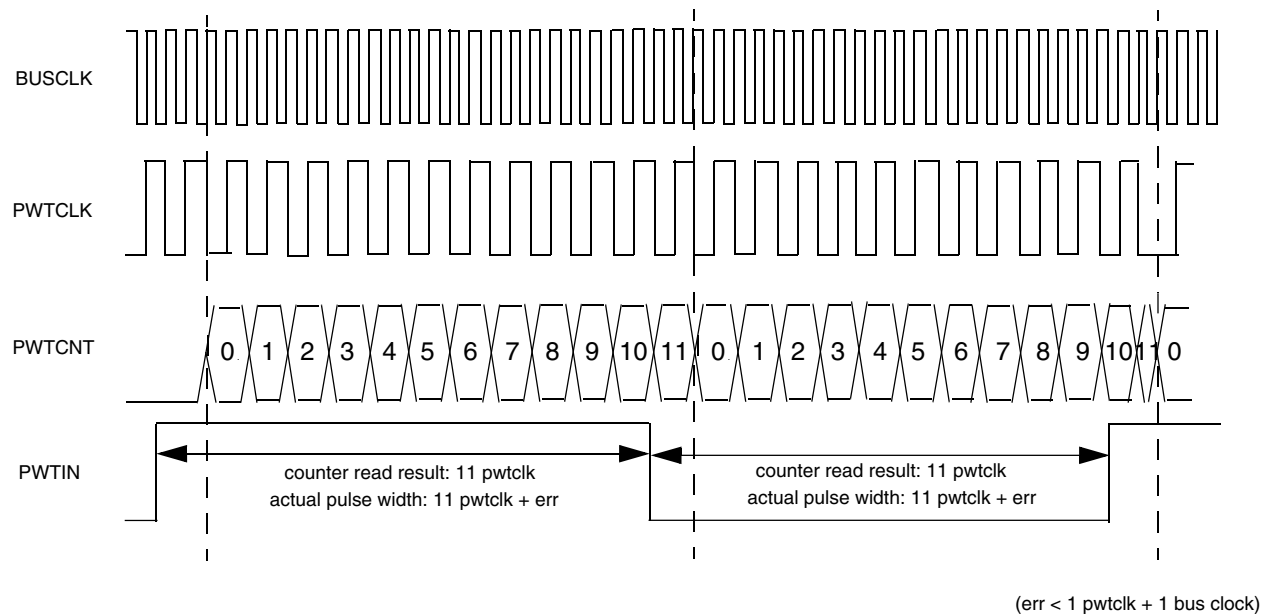 BUSCLK
PWTCLK
PWTCNT
0 1 2 3 4 5 6 7 8 9 10 11 0 1 2 3 4 5 6 7 8 9 10 11 0
PWTIN
counter read result: 11 pwtclk
actual pulse width: 11 pwtclk + err
counter read result: 11 pwtclk
actual pulse width: 11 pwtclk + err
(err < 1 pwtclk + 1 bus clock)